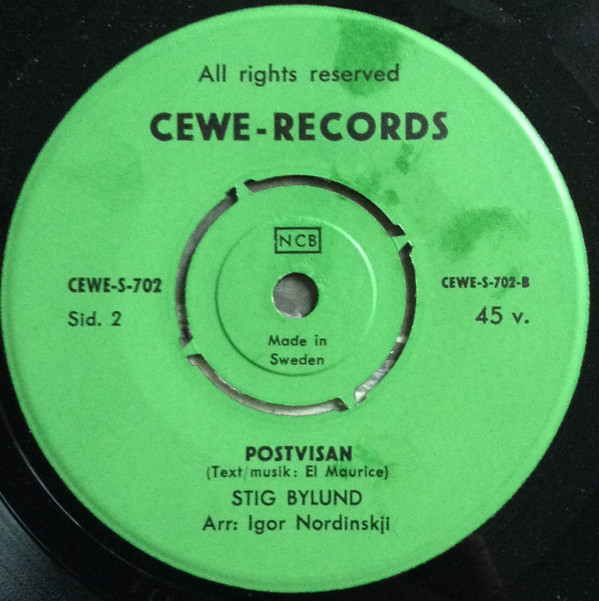 All rights reserved
CEWE-RECORDS
NCB
CEWE-S-702
CEWE-S-702-B
Sid. 2
45 v.
Made in
Sweden
POSTVISAN
(Text/musik: El Maurice)
STIG BYLUND
Arr: Igor Nordinskji